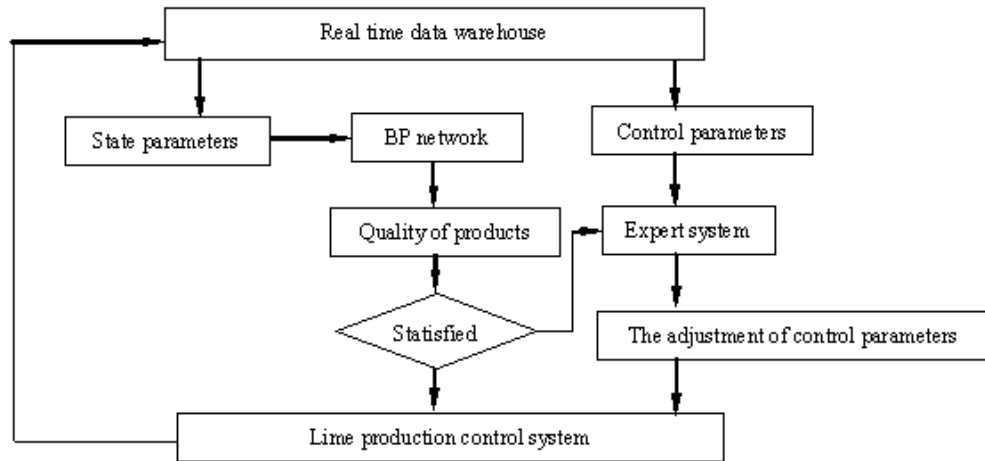 Real time data warehouse
State parameters
BP network
Control parameters
Quality of products
Expert system
Statisfied
The adjustment of control parameters
Lime production control system